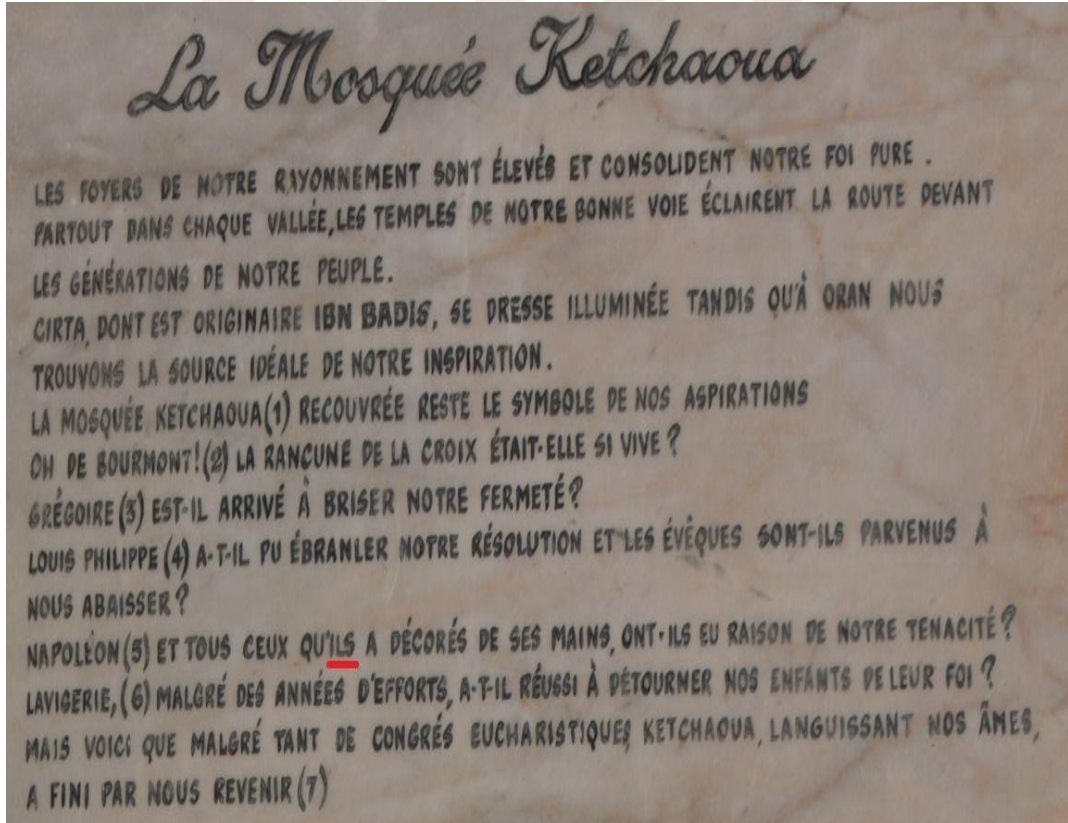 La Mosquée Ketchaoua
LES FOYERS DE NOTRE RAYONNEMENT SONT ÉLEVÉS ET CONSOLIDENT NOTRE FOI PURE .
PARTOUT DANS CHAQUE VALLÉE, LES TEMPLES DE NOTRE BONNE VOIE ÉCLAIRENT LA ROUTE DEVANT
LES GÉNÉRATIONS DE NOTRE PEUPLE.
CIRTA, DONT EST ORIGINAIRE IBN BADIS, SE DRESSE ILLUMINÉE TANDIS QU'À ORAN NOUS
TROUVONS LA SOURCE IDÉALE DE NOTRE INSPIRATION.
LA MOSQUÉE KETCHAOUA(1) RECOUVRÉE RESTE LE SYMBOLE DE NOS ASPIRATIONS
OH DE BOURMONT!(2) LA RANCUNE DE LA CROIX ÉTAIT-ELLE SI VIVE ?
GRÉGOIRE (3) EST-IL ARRIVÉ À BRISER NOTRE FERMETÉ?
LOUIS PHILIPPE (4) A-T-IL PU ÉBRANLER NOTRE RÉSOLUTION ET LES ÉVÊQUES SONT-ILS PARVENUS À
NOUS ABAISSER ?
NAPOLÉON (5) ET TOUS CEUX QU'ILS A DÉCORÉS DE SES MAINS, ONT-ILS EU RAISON DE NOTRE TENACITÉ ?
LAVIGERIE, (6) MALGRÉ DES ANNÉES D'EFFORTS, A-T-IL RÉUSSI À DÉTOURNER NOS ENFANTS DE LEUR FOI ?
MAIS VOICI QUE MALGRÉ TANT DE CONGRÉS EUCHARISTIQUES, KETCHAOUA, LANGUISSANT NOS ÂMES,
A FINI PAR NOUS REVENIR (7)